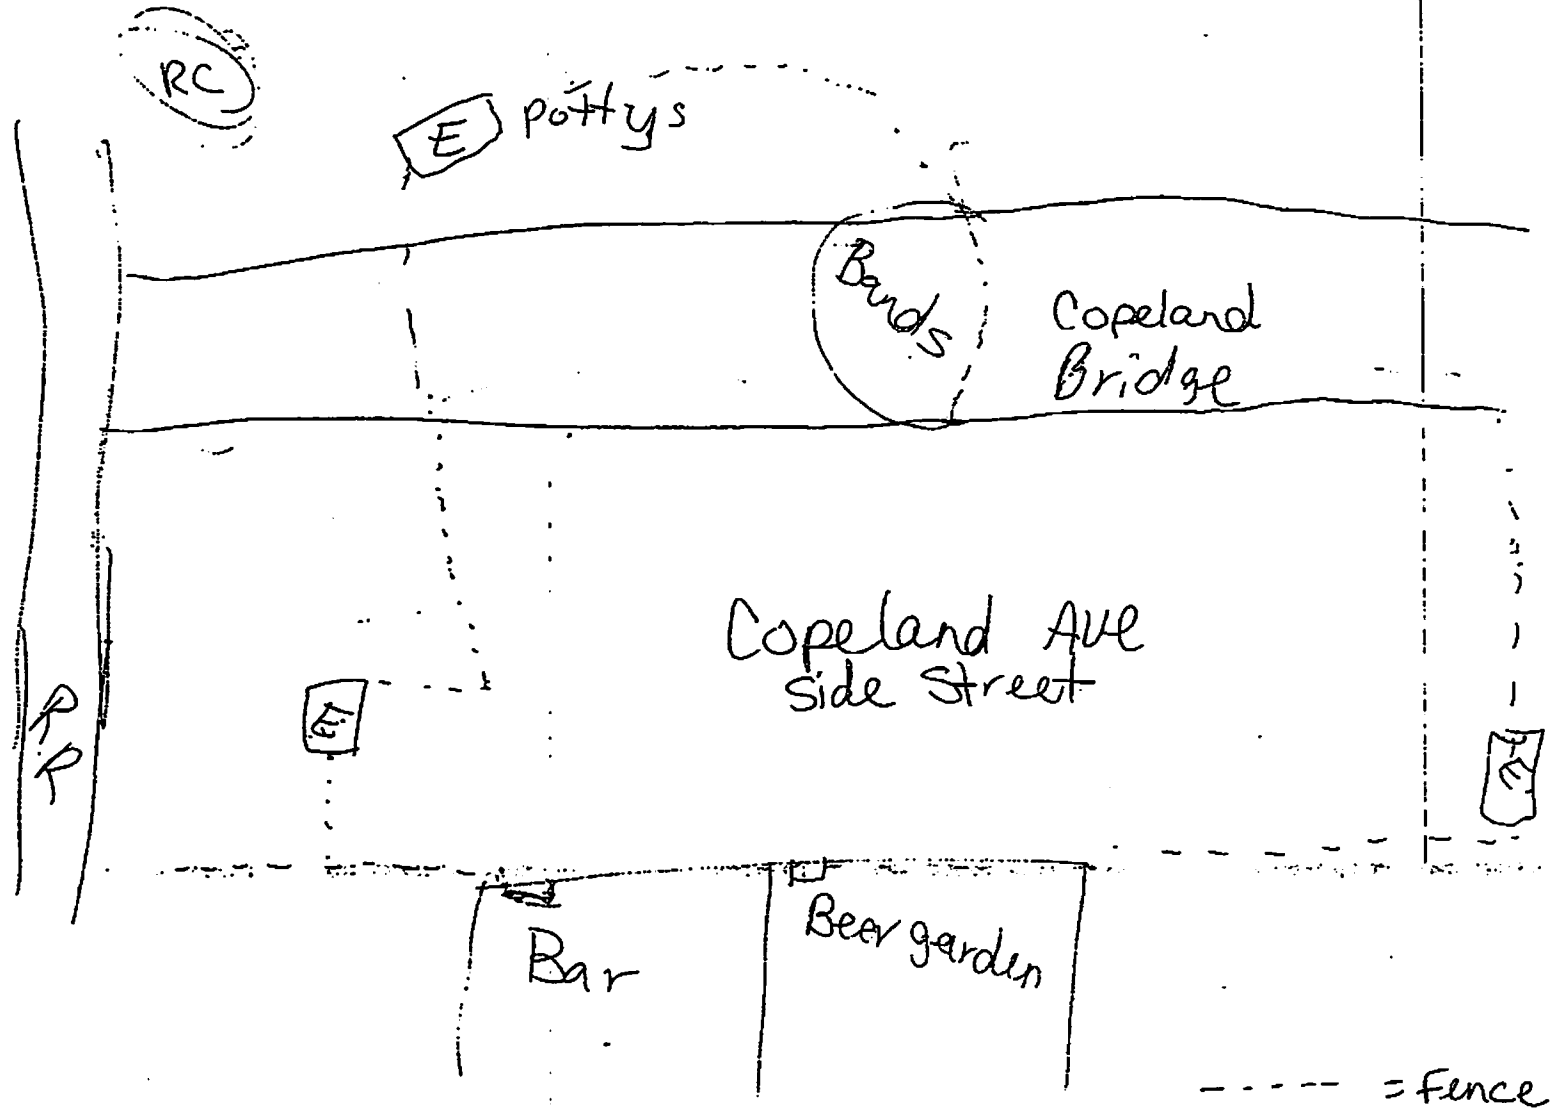 RC
E pottys
Bands
Copeland
Bridge
Copeland Ave
Side Street
E
E
R
R
Bar
Beer garden
= Fence